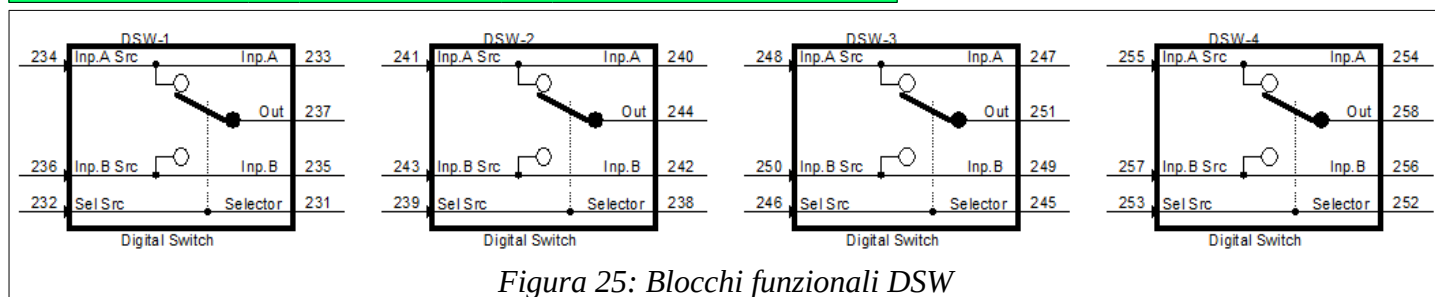 DSW-1 DSW-2 DSW-3 DSW-4
234 Inp.A Src Inp.A 233 241 Inp.A Src Inp.A 240 248 Inp.A Src Inp.A 247 255 Inp.A Src Inp.A 254
Out 237 Out 244 Out 251 Out 258
236 Inp.B Src Inp.B 235 243 Inp.B Src Inp.B 242 250 Inp.B Src Inp.B 249 257 Inp.B Src Inp.B 256
232 Sel Src Selector 231 239 Sel Src Selector 238 246 Sel Src Selector 245 253 Sel Src Selector 252
Digital Switch Digital Switch Digital Switch Digital Switch
Figura 25: Blocchi funzionali DSW